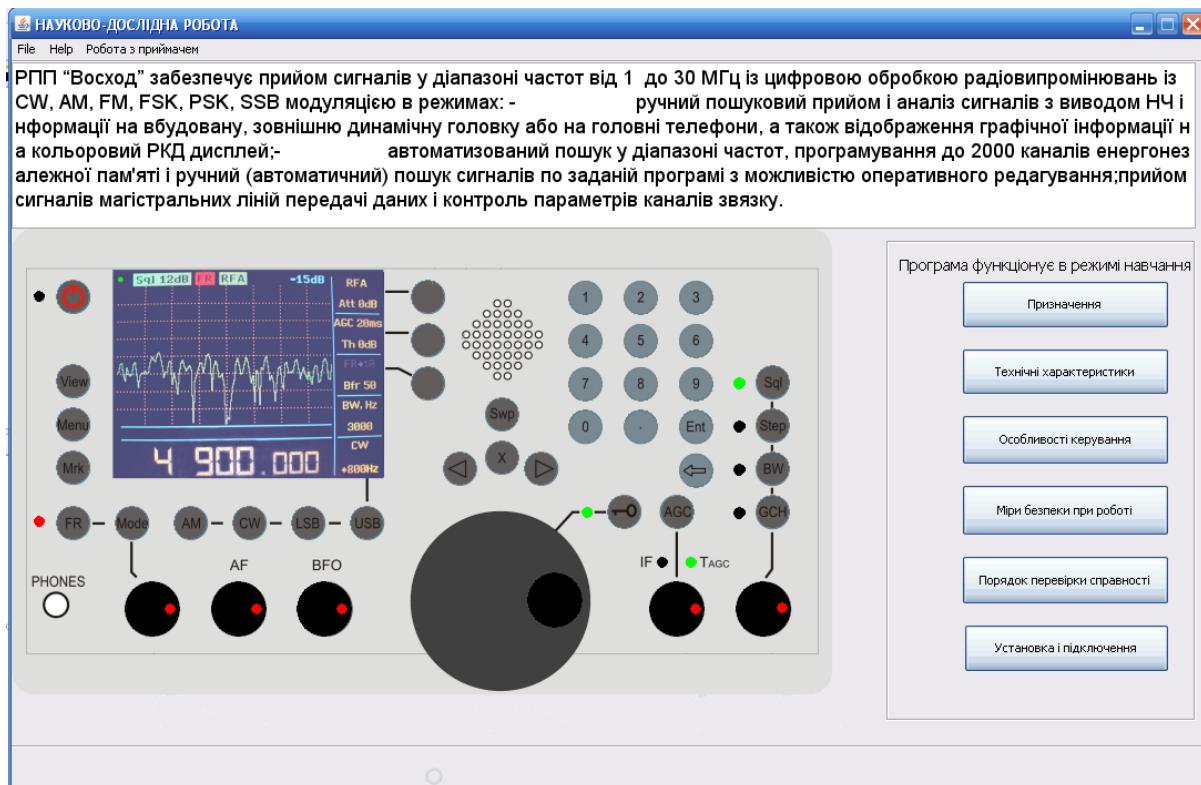 НАУКОВО-ДОСЛІДНА РОБОТА
File Help Робота з приймачем
РПП “Восход” забезпечує прийом сигналів у діапазоні частот від 1 до 30 МГц із цифровою обробкою радіовипромінювань із
CW, AM, FM, FSK, PSK, SSB модуляцією в режимах: - ручний пошуковий прийом і аналіз сигналів з виводом НЧ і
нформації на вбудовану, зовнішню динамічну головку або на головні телефони, а також відображення графічної інформації н
а кольоровий РКД дисплей;- автоматизований пошук у діапазоні частот, програмування до 2000 каналів енергонез
алежної пам'яті і ручний (автоматичний) пошук сигналів по заданій програмі з можливістю оперативного редагування;прийом
сигналів магістральних ліній передачі даних і контроль параметрів каналів звязку.
Sql 12dB FR RFA -15dB
RFA
Att 0dB
AGC 20ms
Th 0dB
FR+10
Bfr 50
BW, Hz
3000
CW
+800Hz
4 900.000
View
Menu
Mrk
FR Mode AM CW LSB USB
AF BFO
PHONES
Swp
X
1 2 3
4 5 6
7 8 9
0 . Ent
Sql
Step
BW
GCH
AGC
IF TAGC
Програма функціонує в режимі навчання
Призначення
Технічні характеристики
Особливості керування
Міри безпеки при роботі
Порядок перевірки справності
Установка і підключення